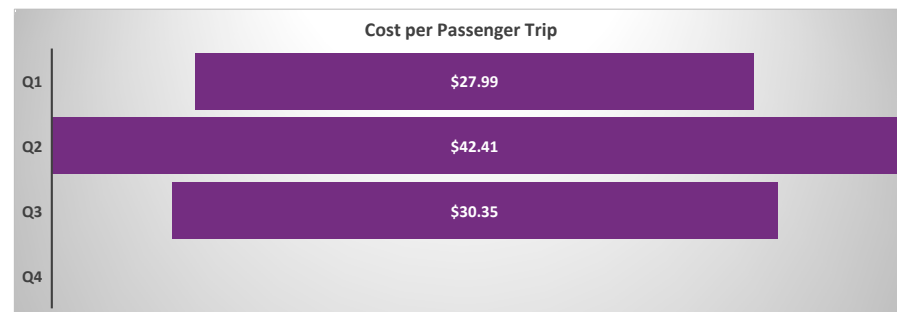 Cost per Passenger Trip
Q1 $27.99
Q2 $42.41
Q3 $30.35
Q4